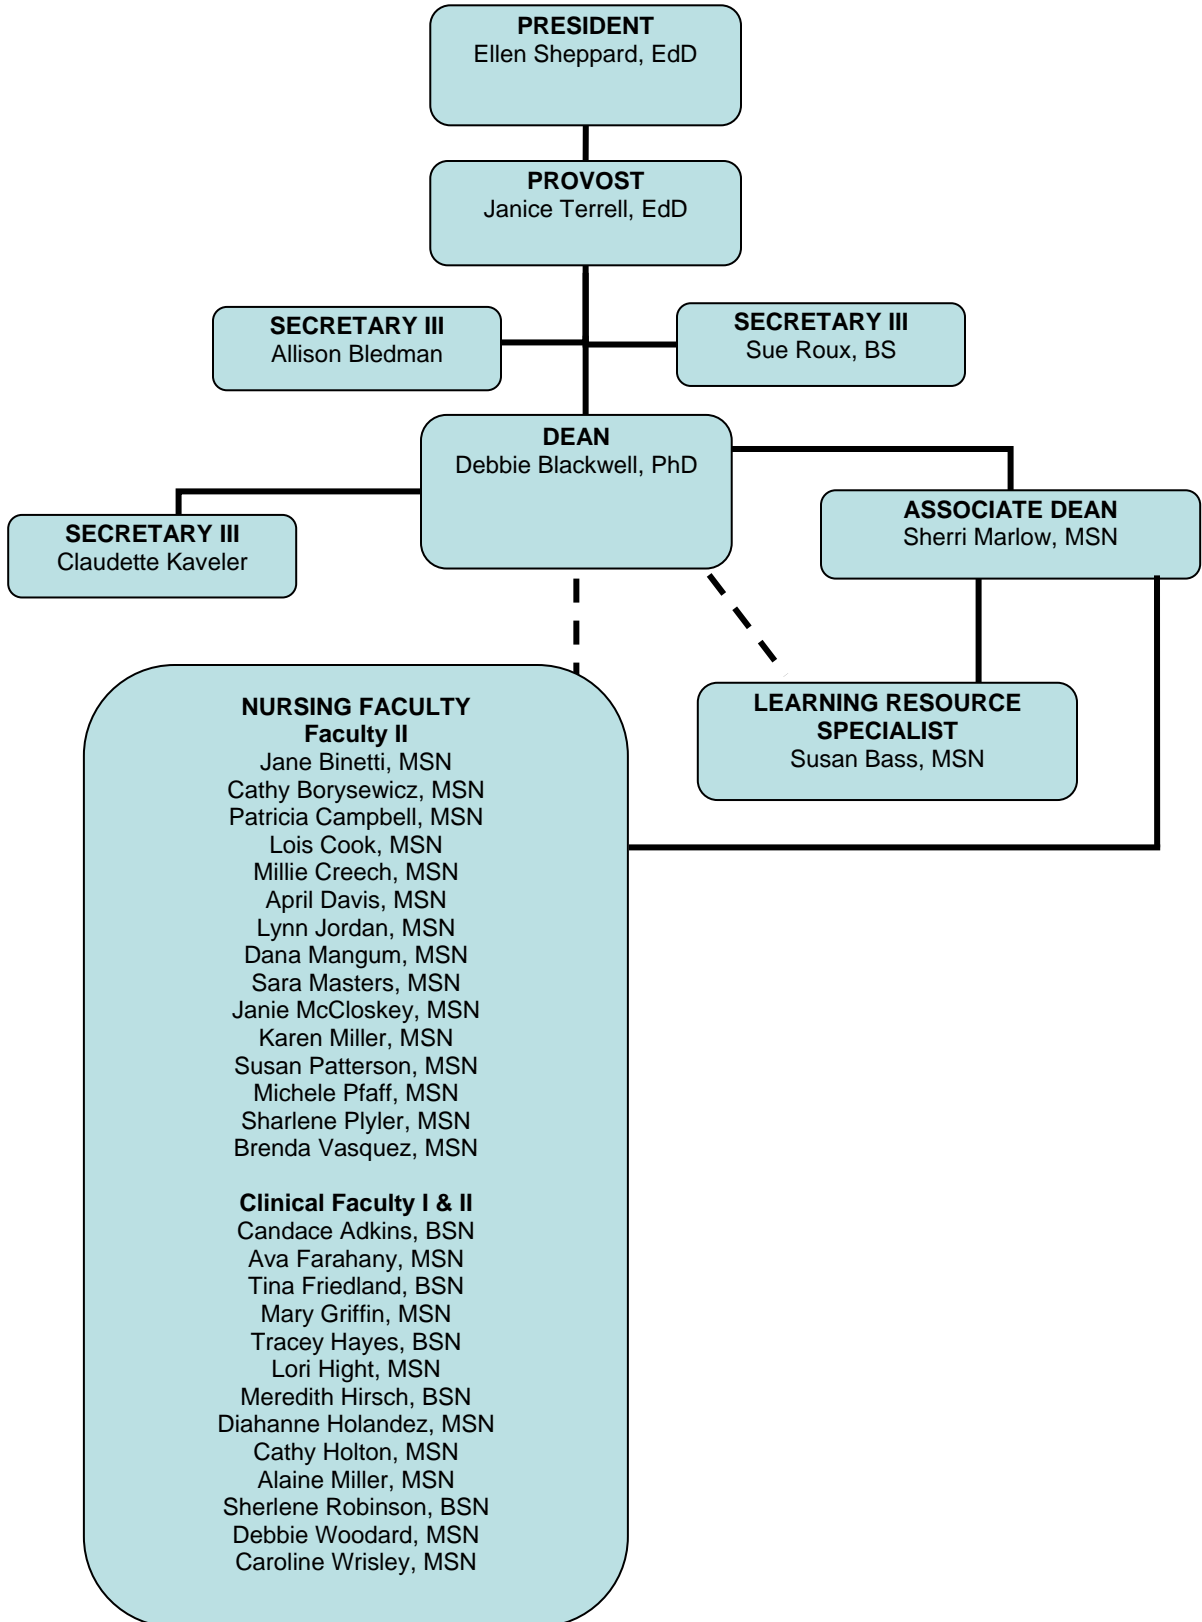 PRESIDENT
Ellen Sheppard, EdD
PROVOST
Janice Terrell, EdD
SECRETARY III
Allison Bledman
SECRETARY III
Sue Roux, BS
DEAN
Debbie Blackwell, PhD
SECRETARY III
Claudette Kaveler
ASSOCIATE DEAN
Sherri Marlow, MSN
LEARNING RESOURCE
SPECIALIST
Susan Bass, MSN
NURSING FACULTY
Faculty II
Jane Binetti, MSN
Cathy Borysewicz, MSN
Patricia Campbell, MSN
Lois Cook, MSN
Millie Creech, MSN
April Davis, MSN
Lynn Jordan, MSN
Dana Mangum, MSN
Sara Masters, MSN
Janie McCloskey, MSN
Karen Miller, MSN
Susan Patterson, MSN
Michele Pfaff, MSN
Sharlene Plyler, MSN
Brenda Vasquez, MSN
Clinical Faculty I & II
Candace Adkins, BSN
Ava Farahany, MSN
Tina Friedland, BSN
Mary Griffin, MSN
Tracey Hayes, BSN
Lori Hight, MSN
Meredith Hirsch, BSN
Diahanne Holandez, MSN
Cathy Holton, MSN
Alaine Miller, MSN
Sherlene Robinson, BSN
Debbie Woodard, MSN
Caroline Wrisley, MSN